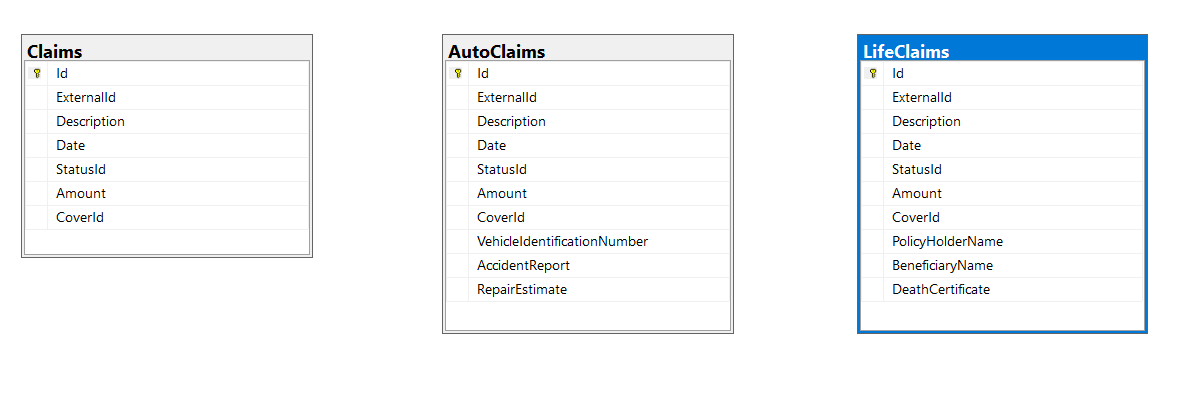 Claims
Id
ExternalId
Description
Date
StatusId
Amount
CoverId
AutoClaims
Id
ExternalId
Description
Date
StatusId
Amount
CoverId
VehicleIdentificationNumber
AccidentReport
RepairEstimate
LifeClaims
Id
ExternalId
Description
Date
StatusId
Amount
CoverId
PolicyHolderName
BeneficiaryName
DeathCertificate